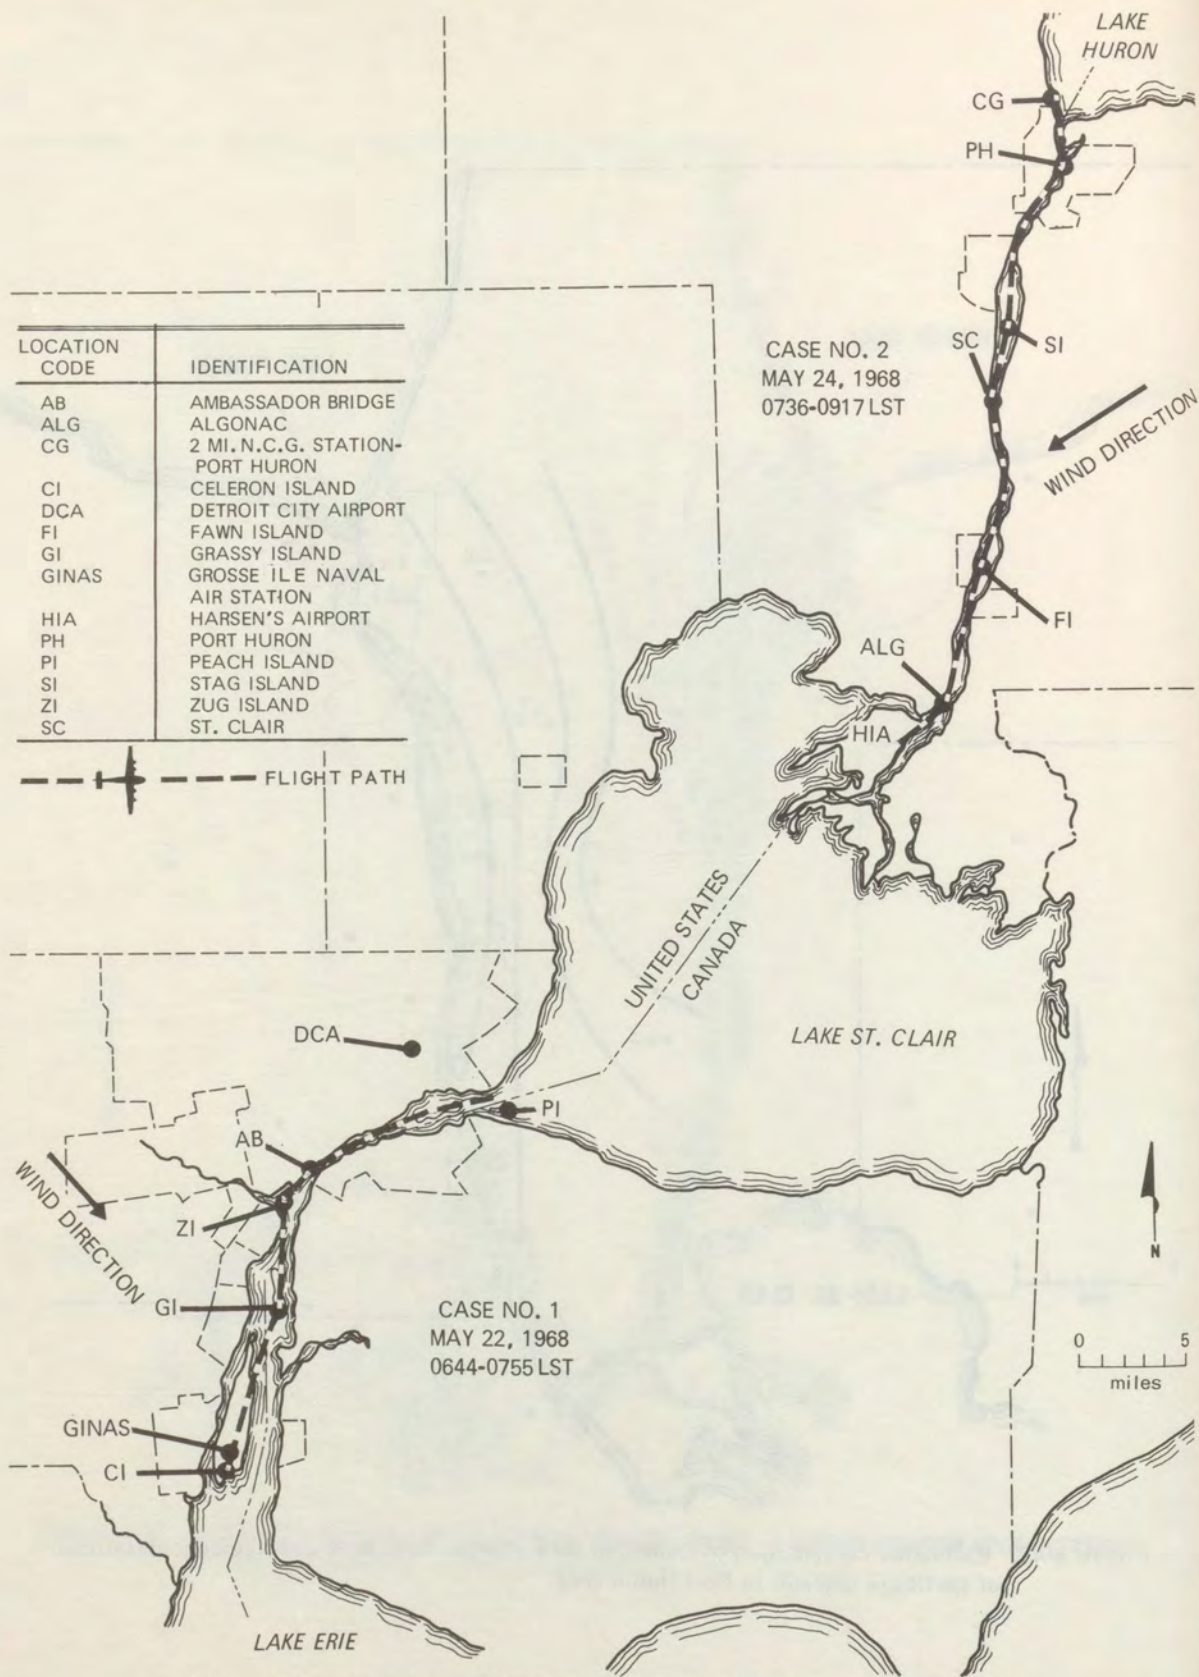 LAKE
HURON
CG
PH
SC
SI
CASE NO. 2
MAY 24, 1968
0736-0917 LST
WIND DIRECTION
FI
ALG
HIA
LOCATION CODE IDENTIFICATION
AB AMBASSADOR BRIDGE
ALG ALGONAC
CG 2 MI. N.C.G. STATION-
PORT HURON
CI CELERON ISLAND
DCA DETROIT CITY AIRPORT
FI FAWN ISLAND
GI GRASSY ISLAND
GINAS GROSSE ILE NAVAL
AIR STATION
HIA HARSEN'S AIRPORT
PH PORT HURON
PI PEACH ISLAND
SI STAG ISLAND
ZI ZUG ISLAND
SC ST. CLAIR
FLIGHT PATH
UNITED STATES
CANADA
LAKE ST. CLAIR
DCA
PI
AB
WIND DIRECTION
ZI
GI
CASE NO. 1
MAY 22, 1968
0644-0755 LST
GINAS
CI
N
0 5
miles
LAKE ERIE